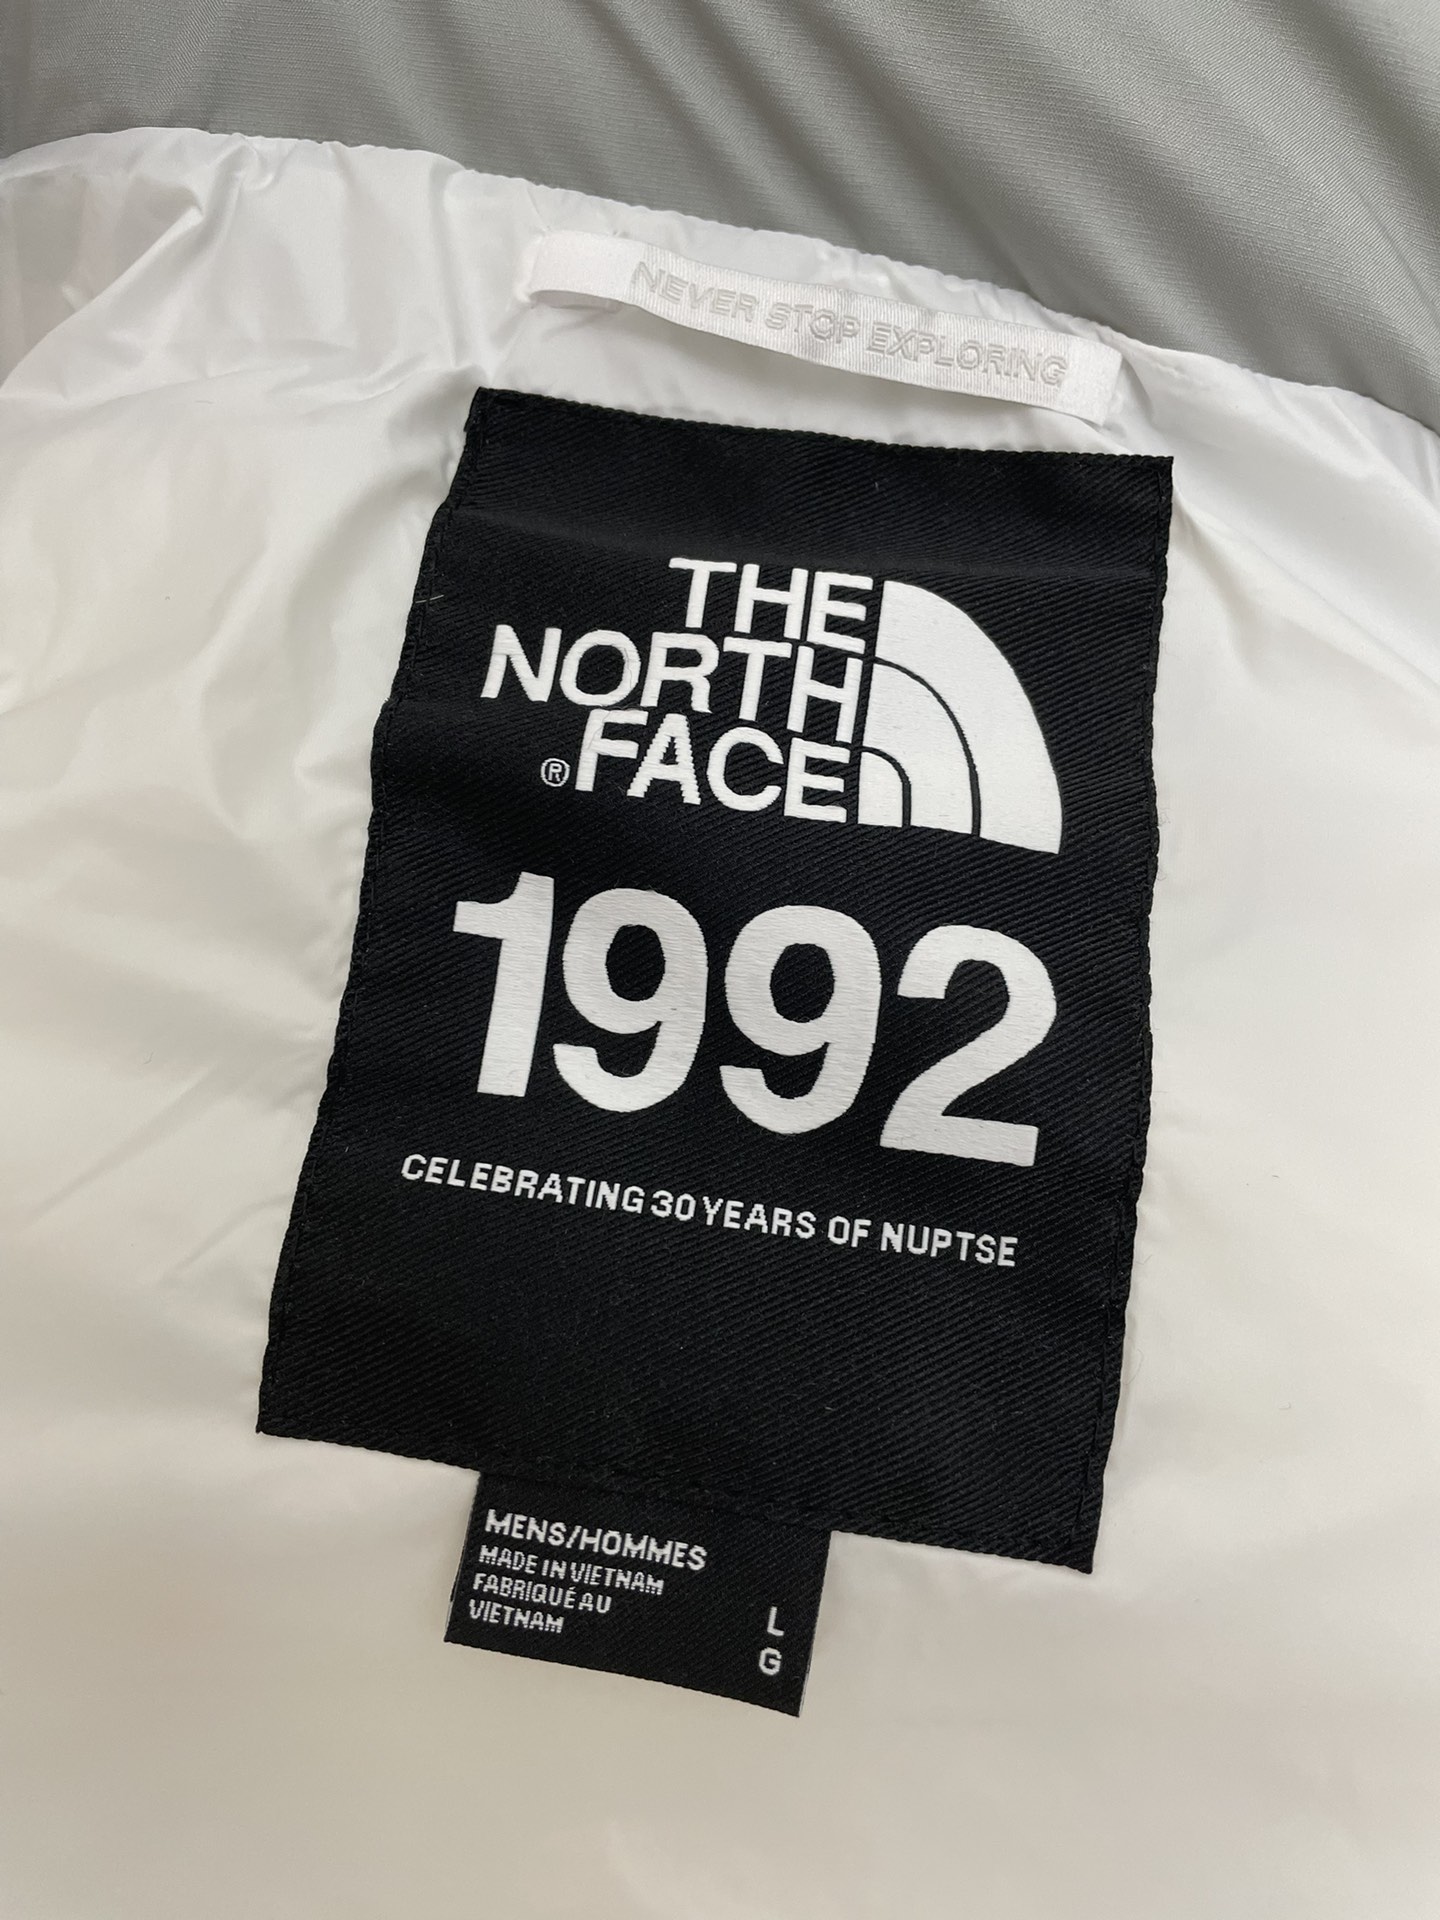 NEVER STOP EXPLORING
THE
NORTH
®FACE
1992
CELEBRATING 30 YEARS OF NUPTSE
MENS/HOMMES
MADE IN VIETNAM
FABRIQUÉ AU
VIETNAM
L
G